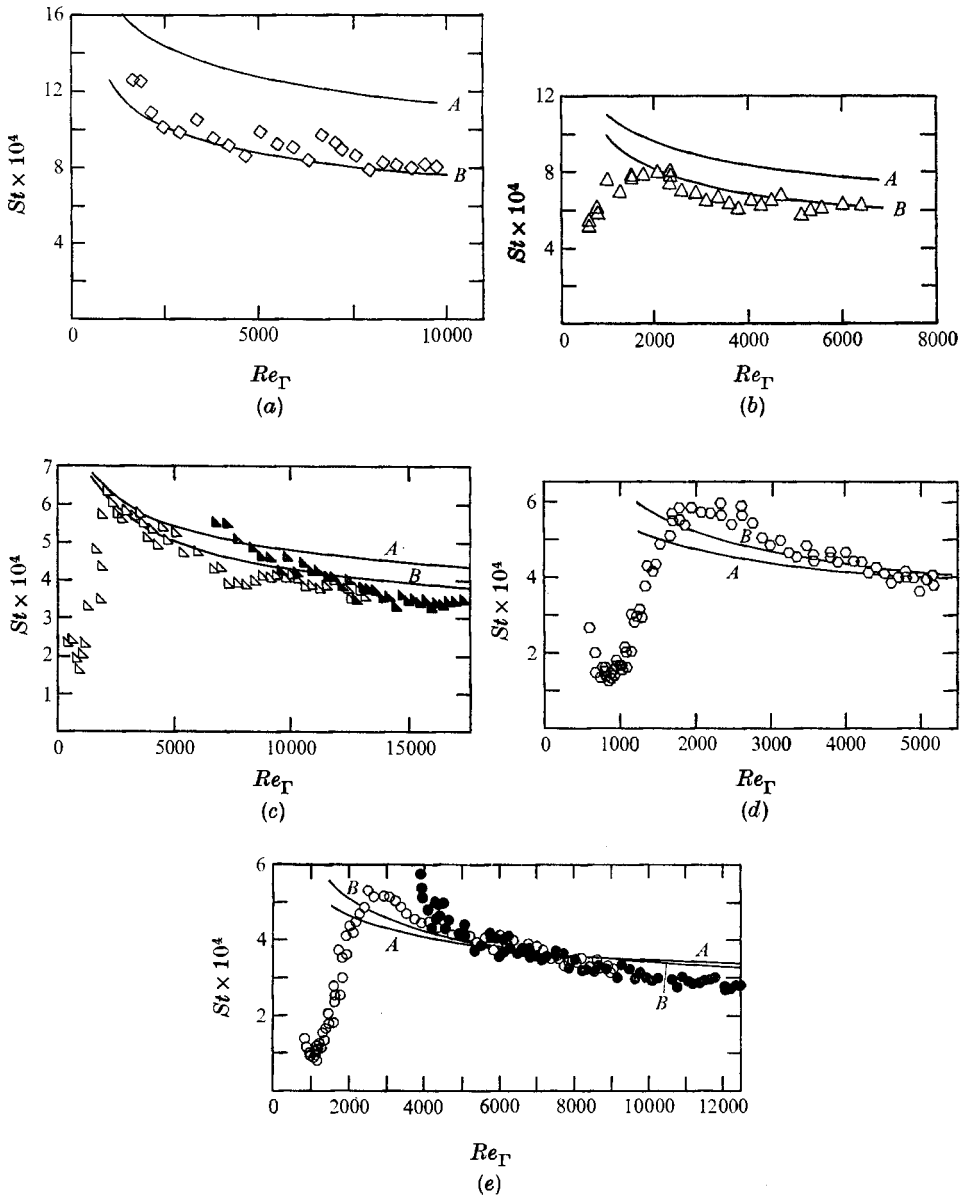 16
12
8
4
St × 10⁴
A
B
0
5000
10000
Re_Γ
(a)
12
8
4
St × 10⁴
A
B
0
2000
4000
6000
8000
Re_Γ
(b)
7
6
5
4
3
2
1
St × 10⁴
A
B
0
5000
10000
15000
Re_Γ
(c)
6
4
2
St × 10⁴
B
A
0
1000
2000
3000
4000
5000
Re_Γ
(d)
6
4
2
St × 10⁴
B
A
A
B
0
2000
4000
6000
8000
10000
12000
Re_Γ
(e)